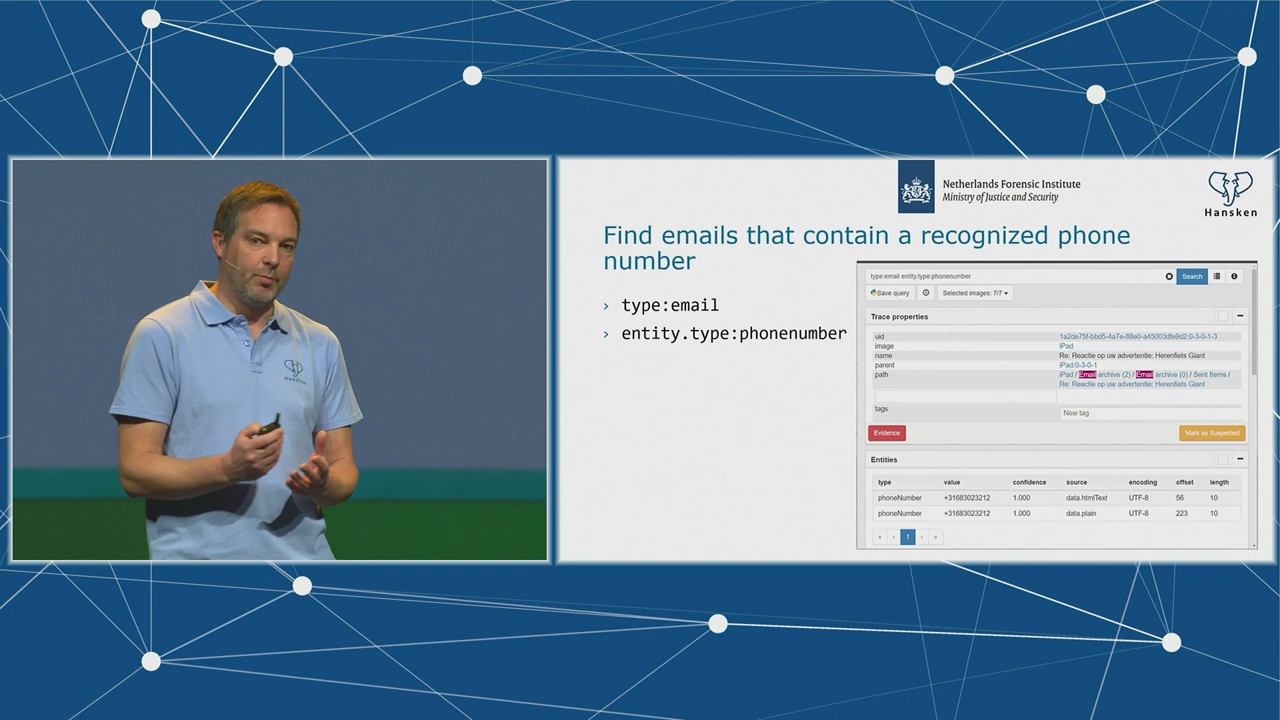 Hansken
Netherlands Forensic Institute
Ministry of Justice and Security
Hansken
Find emails that contain a recognized phone
number
› type:email
› entity.type:phonenumber
type:email entity.type:phonenumber
Search
Save query
Selected images: 7/7
Trace properties
uid 1a2de75f-bbd5-4a7e-88e0-a45003dfe9d2:0-3-0-1-3
image iPad
name Re: Reactie op uw advertentie: Herenfiets Giant
parent iPad:0-3-0-1
path iPad / Email archive (2) / Email archive (0) / Sent Items /
Re: Reactie op uw advertentie: Herenfiets Giant
tags New tag
Evidence Mark as Suspected
Entities
type value confidence source encoding offset length
phoneNumber +31683023212 1.000 data.htmlText UTF-8 56 10
phoneNumber +31683023212 1.000 data.plain UTF-8 223 10
« ‹ 1 › »